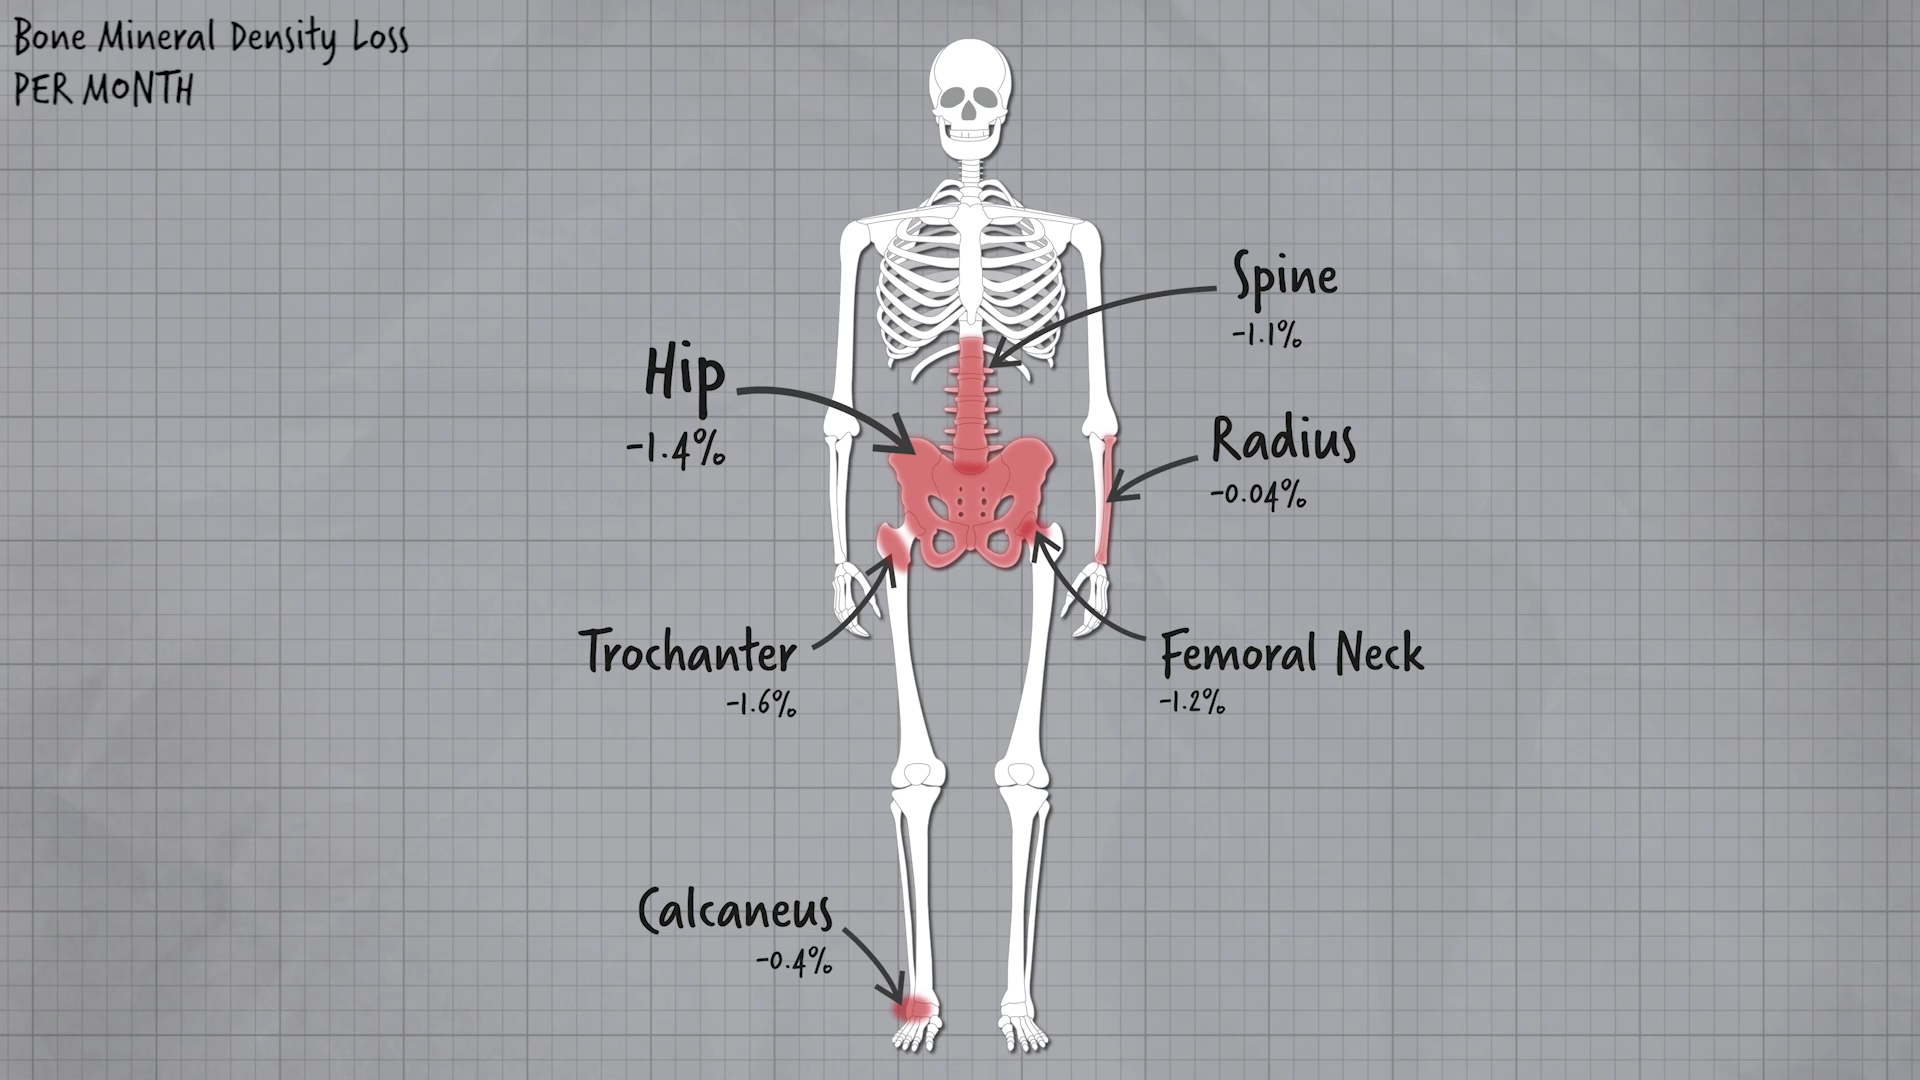 Bone Mineral Density Loss
PER MONTH
Spine
-1.1%
Hip
-1.4%
Radius
-0.04%
Trochanter
-1.6%
Femoral Neck
-1.2%
Calcaneus
-0.4%